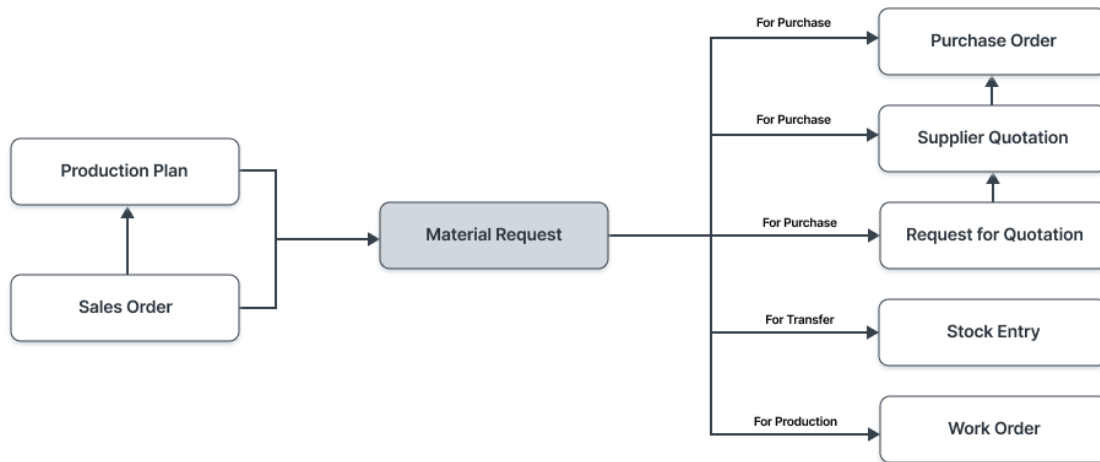 For Purchase
Purchase Order
For Purchase
Supplier Quotation
Production Plan
Material Request
For Purchase
Request for Quotation
Sales Order
For Transfer
Stock Entry
For Production
Work Order